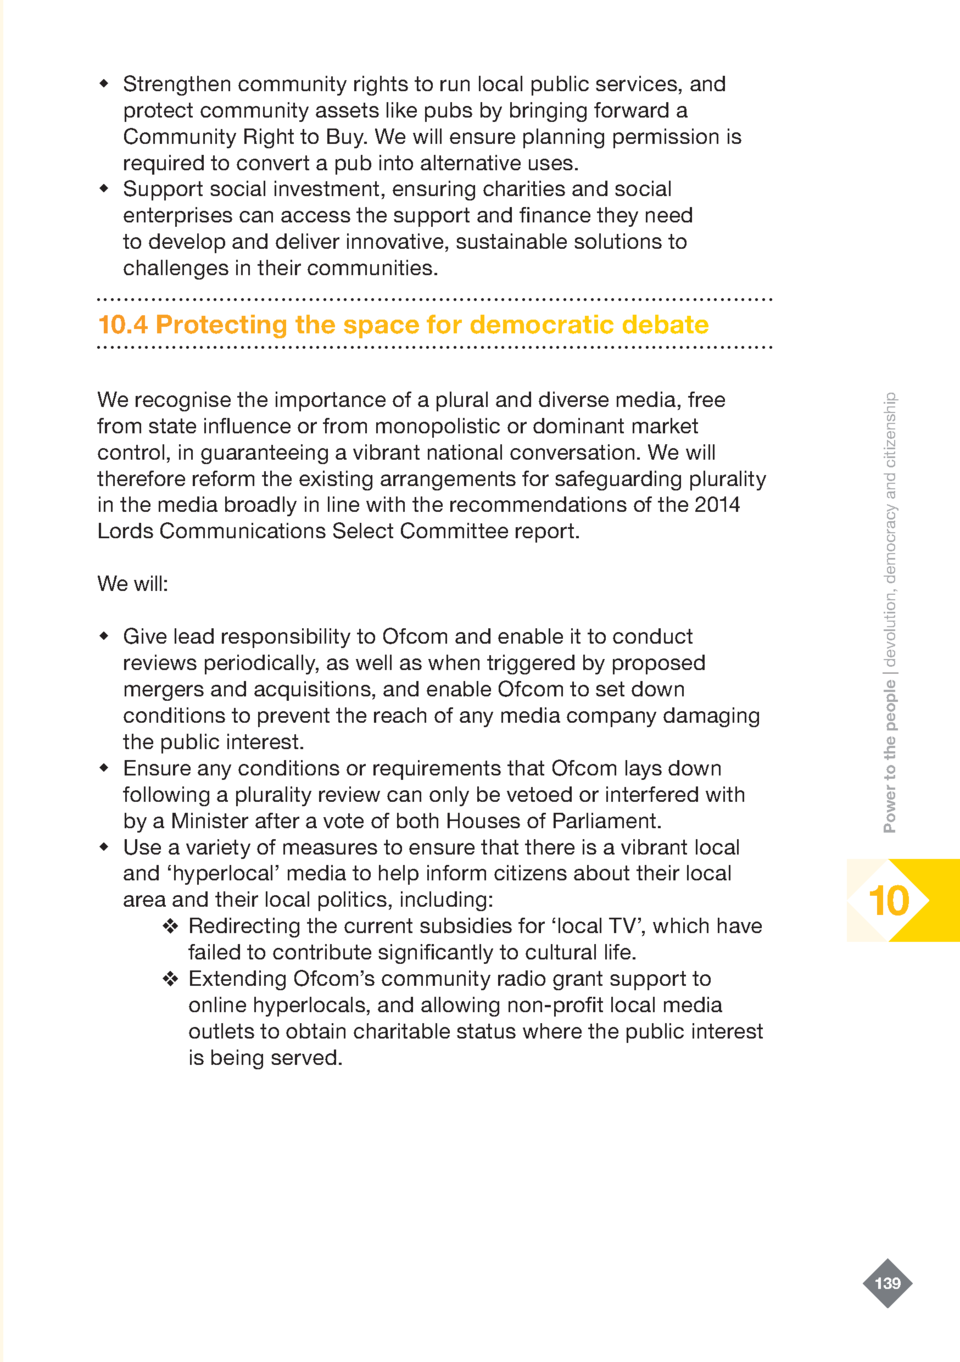 Strengthen community rights to run local public services, and
protect community assets like pubs by bringing forward a
Community Right to Buy. We will ensure planning permission is
required to convert a pub into alternative uses.
Support social investment, ensuring charities and social
enterprises can access the support and finance they need
to develop and deliver innovative, sustainable solutions to
challenges in their communities.
10.4 Protecting the space for democratic debate
We recognise the importance of a plural and diverse media, free
from state influence or from monopolistic or dominant market
control, in guaranteeing a vibrant national conversation. We will
therefore reform the existing arrangements for safeguarding plurality
in the media broadly in line with the recommendations of the 2014
Lords Communications Select Committee report.
We will:
Give lead responsibility to Ofcom and enable it to conduct
reviews periodically, as well as when triggered by proposed
mergers and acquisitions, and enable Ofcom to set down
conditions to prevent the reach of any media company damaging
the public interest.
Ensure any conditions or requirements that Ofcom lays down
following a plurality review can only be vetoed or interfered with
by a Minister after a vote of both Houses of Parliament.
Use a variety of measures to ensure that there is a vibrant local
and ‘hyperlocal’ media to help inform citizens about their local
area and their local politics, including:
❖ Redirecting the current subsidies for ‘local TV’, which have
failed to contribute significantly to cultural life.
❖ Extending Ofcom’s community radio grant support to
online hyperlocals, and allowing non-profit local media
outlets to obtain charitable status where the public interest
is being served.
Power to the people | devolution, democracy and citizenship
10
139